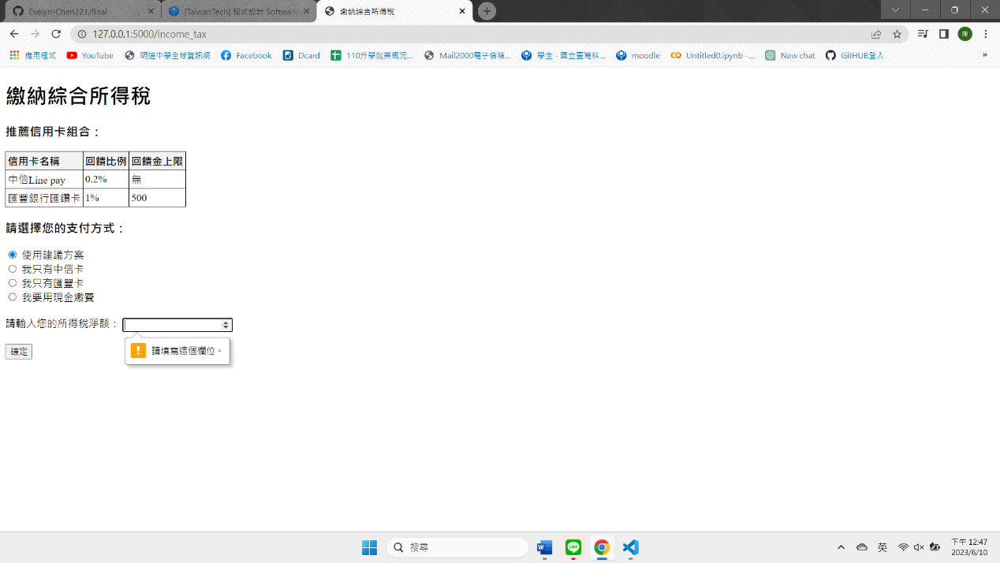 Evelyn-Chen221/final
[TaiwanTech] 程式設計 Software
繳納綜合所得稅
127.0.0.1:5000/income_tax
陳
應用程式
YouTube
明道中學全球資訊網
Facebook
Dcard
110升學就業概況...
Mail2000電子信箱...
學生 - 國立臺灣科...
moodle
Untitled0.ipynb -...
New chat
GitHUB登入
»
繳納綜合所得稅
推薦信用卡組合：
信用卡名稱 回饋比例 回饋金上限
中信Line pay 0.2% 無
匯豐銀行匯鑽卡 1% 500
請選擇您的支付方式：
使用建議方案
我只有中信卡
我只有匯豐卡
我要用現金繳費
請輸入您的所得稅淨額：
請填寫這個欄位。
確定
搜尋
英
下午 12:47
2023/6/10